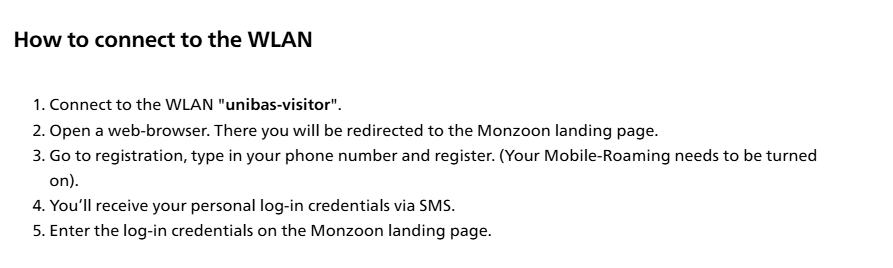 How to connect to the WLAN
1. Connect to the WLAN "unibas-visitor".
2. Open a web-browser. There you will be redirected to the Monzoon landing page.
3. Go to registration, type in your phone number and register. (Your Mobile-Roaming needs to be turned
on).
4. You’ll receive your personal log-in credentials via SMS.
5. Enter the log-in credentials on the Monzoon landing page.